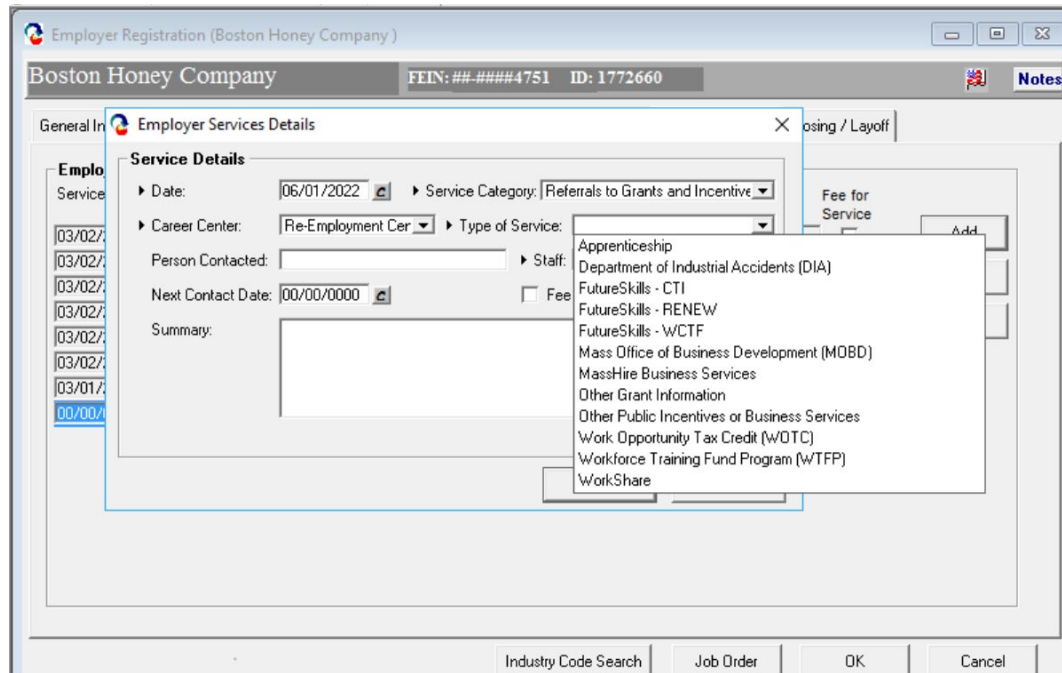 Employer Registration (Boston Honey Company )
Boston Honey Company FEIN: ##-####4751 ID: 1772660 Notes
General In
Employer Services Details
osing / Layoff
Service Details
Emplo
Service
Date: 06/01/2022 c Service Category: Referrals to Grants and Incentive
Fee for
Service
Career Center: Re-Employment Cer Type of Service:
Add
Person Contacted: Staff:
Next Contact Date: 00/00/0000 c Fee
Summary:
03/02/
03/02/
03/02/
03/02/
03/02/
03/02/
03/01/
00/00/
Apprenticeship
Department of Industrial Accidents (DIA)
FutureSkills - CTI
FutureSkills - RENEW
FutureSkills - WCTF
Mass Office of Business Development (MOBD)
MassHire Business Services
Other Grant Information
Other Public Incentives or Business Services
Work Opportunity Tax Credit (WOTC)
Workforce Training Fund Program (WTFP)
WorkShare
Industry Code Search Job Order OK Cancel